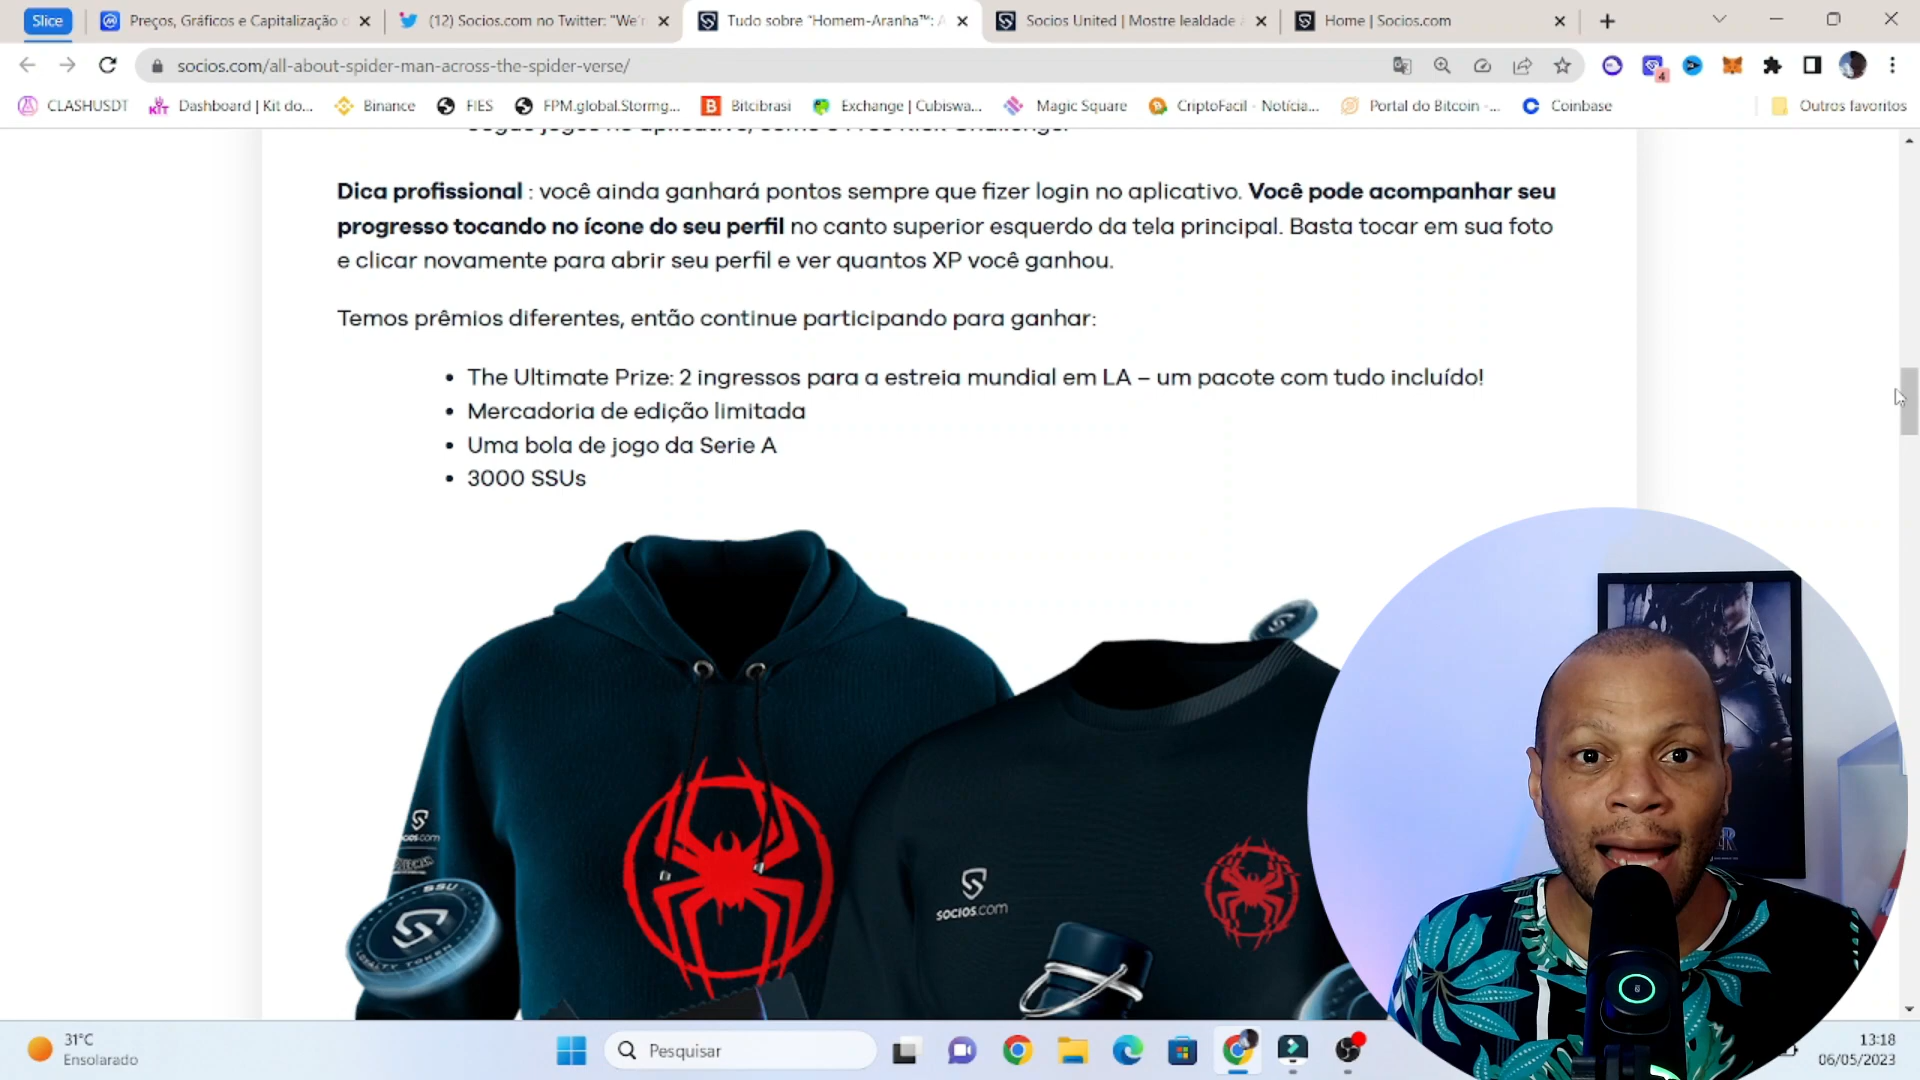 Slice
Preços, Gráficos e Capitalização
(12) Socios.com no Twitter: "We'r
Tudo sobre "Homem-Aranha™: A
Socios United | Mostre lealdade
Home | Socios.com
socios.com/all-about-spider-man-across-the-spider-verse/
4
CLASHUSDT
Dashboard | Kit do...
Binance
FIES
FPM.global.Stormg...
Bitcibrasi
Exchange | Cubiswa...
Magic Square
CriptoFacil - Notícia...
Portal do Bitcoin -...
Coinbase
Outros favoritos
Dica profissional : você ainda ganhará pontos sempre que fizer login no aplicativo. Você pode acompanhar seu
progresso tocando no ícone do seu perfil no canto superior esquerdo da tela principal. Basta tocar em sua foto
e clicar novamente para abrir seu perfil e ver quantos XP você ganhou.
Temos prêmios diferentes, então continue participando para ganhar:
• The Ultimate Prize: 2 ingressos para a estreia mundial em LA – um pacote com tudo incluído!
• Mercadoria de edição limitada
• Uma bola de jogo da Serie A
• 3000 SSUs
SSU
LOYALTY TOKEN
socios.com
31°C
Ensolarado
Pesquisar
13:18
06/05/2023